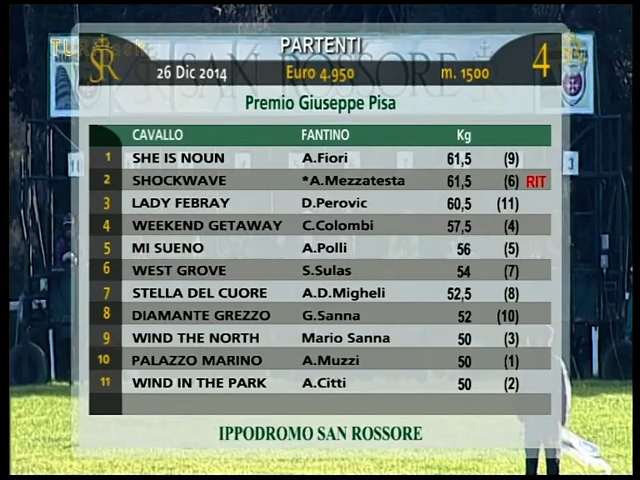 PARTENTI
SR
26 Dic 2014 Euro 4.950 m. 1500 4
SAN ROSSORE
Premio Giuseppe Pisa
CAVALLO FANTINO Kg
1 SHE IS NOUN A.Fiori 61,5 (9)
2 SHOCKWAVE *A.Mezzatesta 61,5 (6) RIT
3 LADY FEBRAY D.Perovic 60,5 (11)
4 WEEKEND GETAWAY C.Colombi 57,5 (4)
5 MI SUENO A.Polli 56 (5)
6 WEST GROVE S.Sulas 54 (7)
7 STELLA DEL CUORE A.D.Migheli 52,5 (8)
8 DIAMANTE GREZZO G.Sanna 52 (10)
9 WIND THE NORTH Mario Sanna 50 (3)
10 PALAZZO MARINO A.Muzzi 50 (1)
11 WIND IN THE PARK A.Citti 50 (2)
3
IPPODROMO SAN ROSSORE